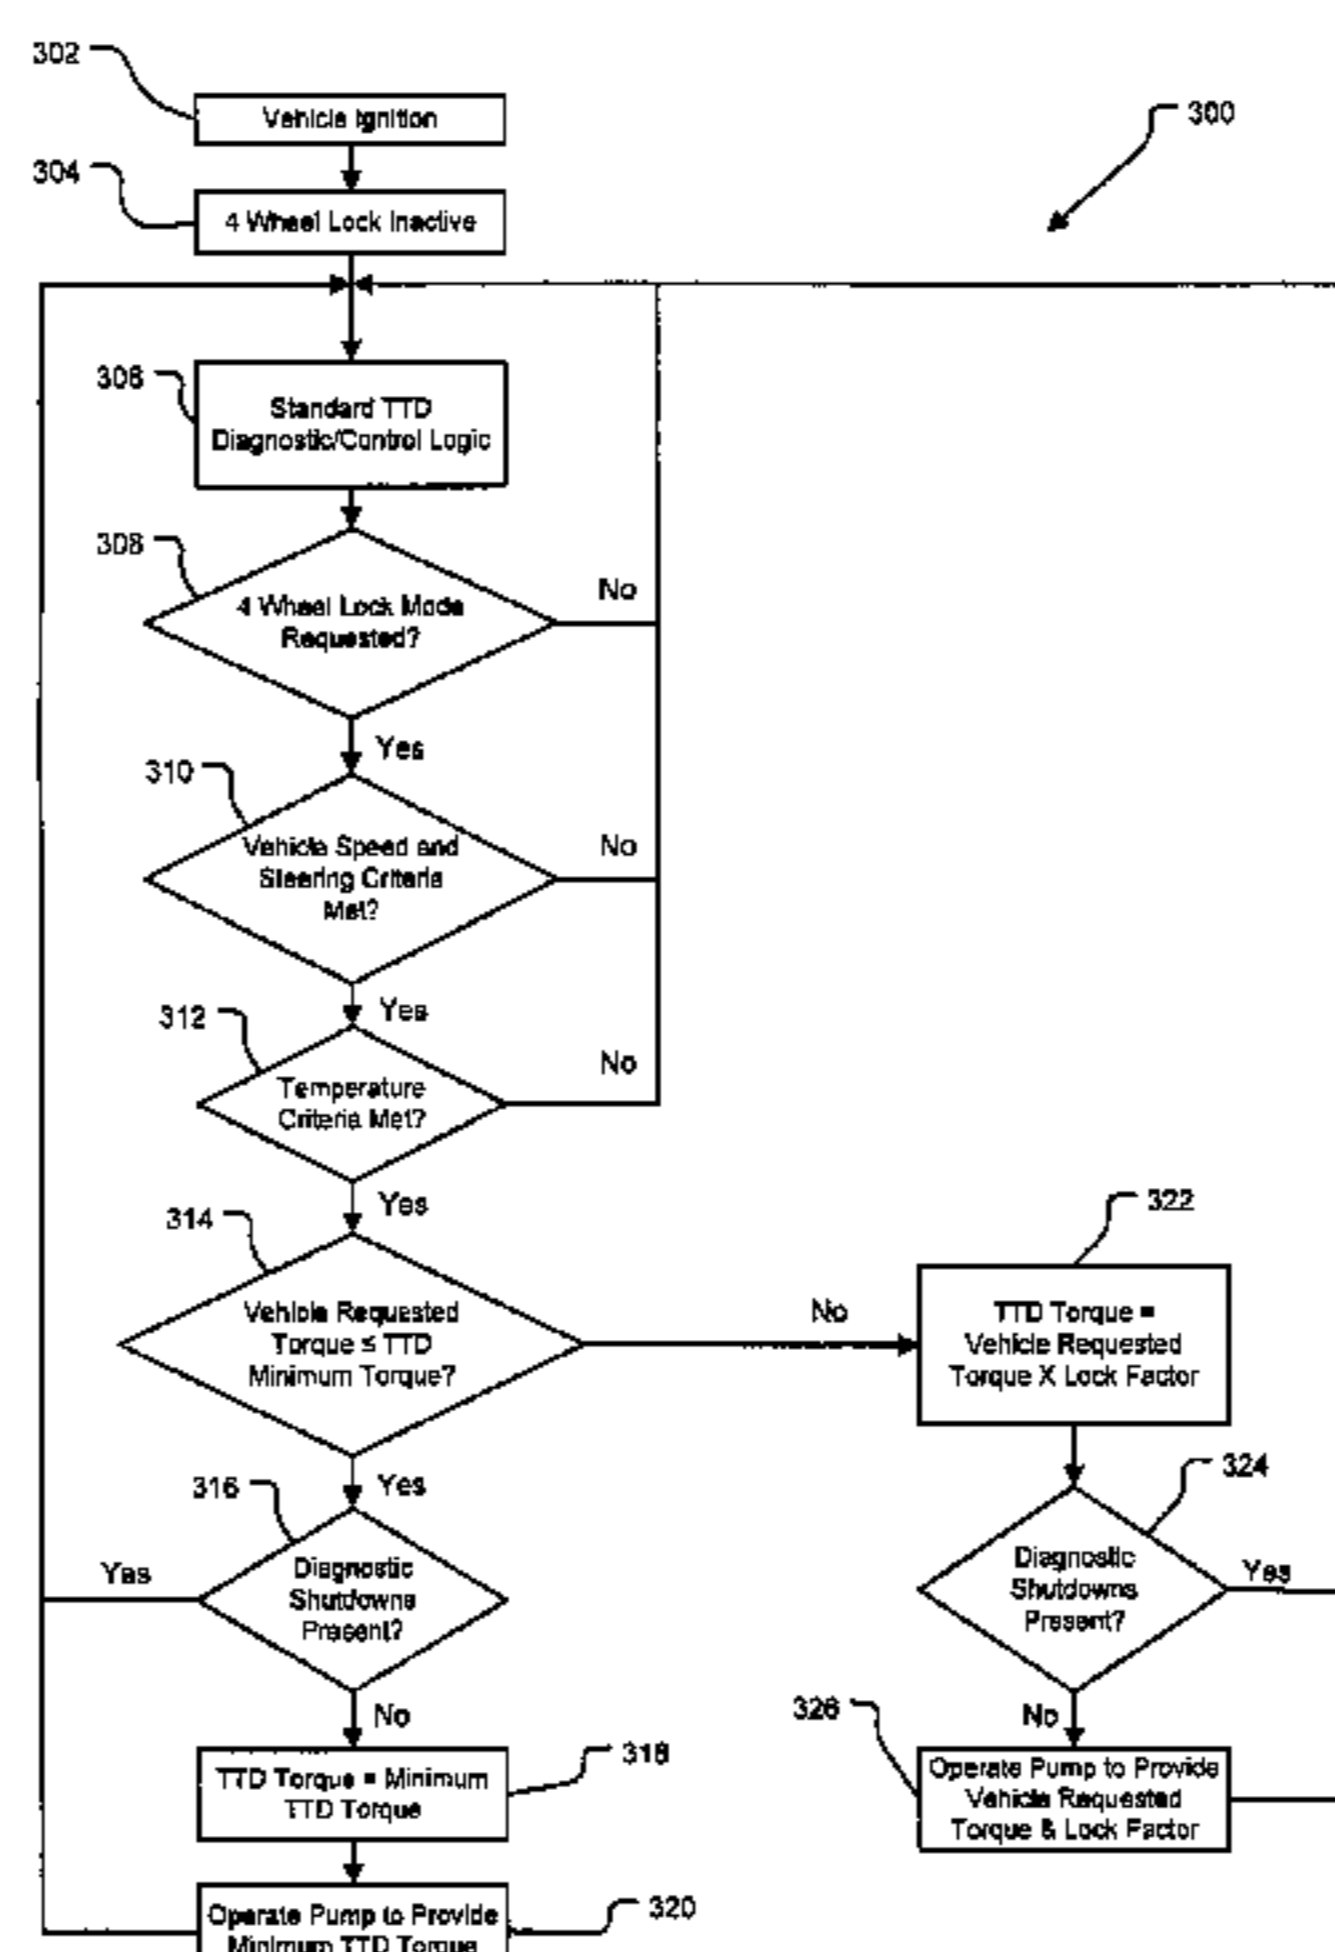 302
Vehicle Ignition
300
304
4 Wheel Lock Inactive
306
Standard TTD
Diagnostic/Control Logic
308
4 Wheel Lock Mode
Requested?
No
Yes
310
Vehicle Speed and
Steering Criteria
Met?
No
Yes
312
Temperature
Criteria Met?
No
Yes
314
Vehicle Requested
Torque ≤ TTD
Minimum Torque?
No
322
TTD Torque =
Vehicle Requested
Torque X Lock Factor
Yes
316
Diagnostic
Shutdowns
Present?
Yes
324
Diagnostic
Shutdowns
Present?
Yes
No
318
TTD Torque = Minimum
TTD Torque
No
326
Operate Pump to Provide
Vehicle Requested
Torque & Lock Factor
320
Operate Pump to Provide
Minimum TTD Torque